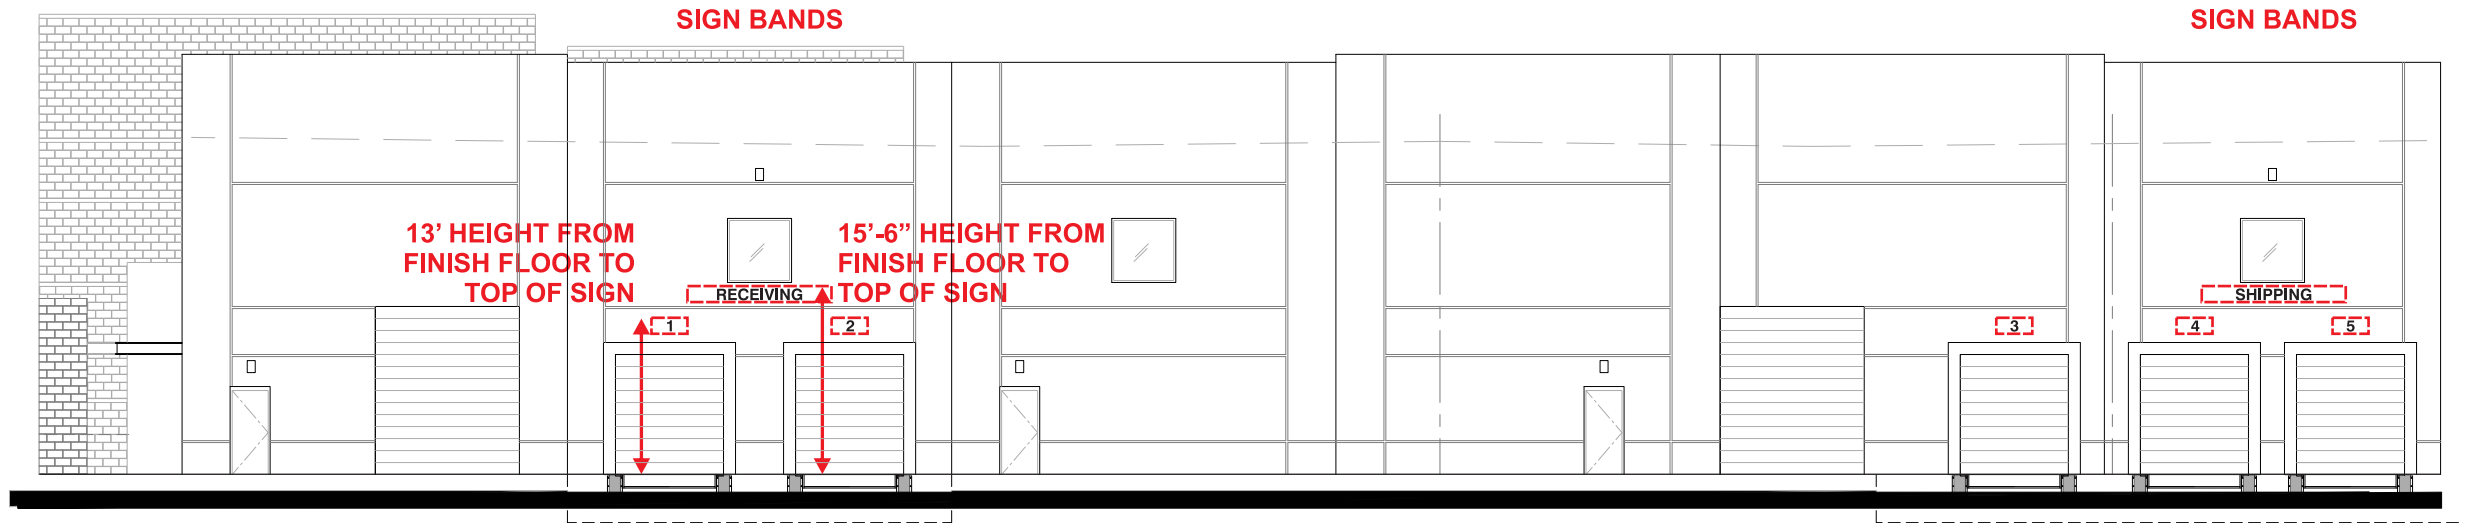 SIGN BANDS
SIGN BANDS
13’ HEIGHT FROM
FINISH FLOOR TO
TOP OF SIGN
15’-6” HEIGHT FROM
FINISH FLOOR TO
TOP OF SIGN
RECEIVING
SHIPPING
1
2
3
4
5